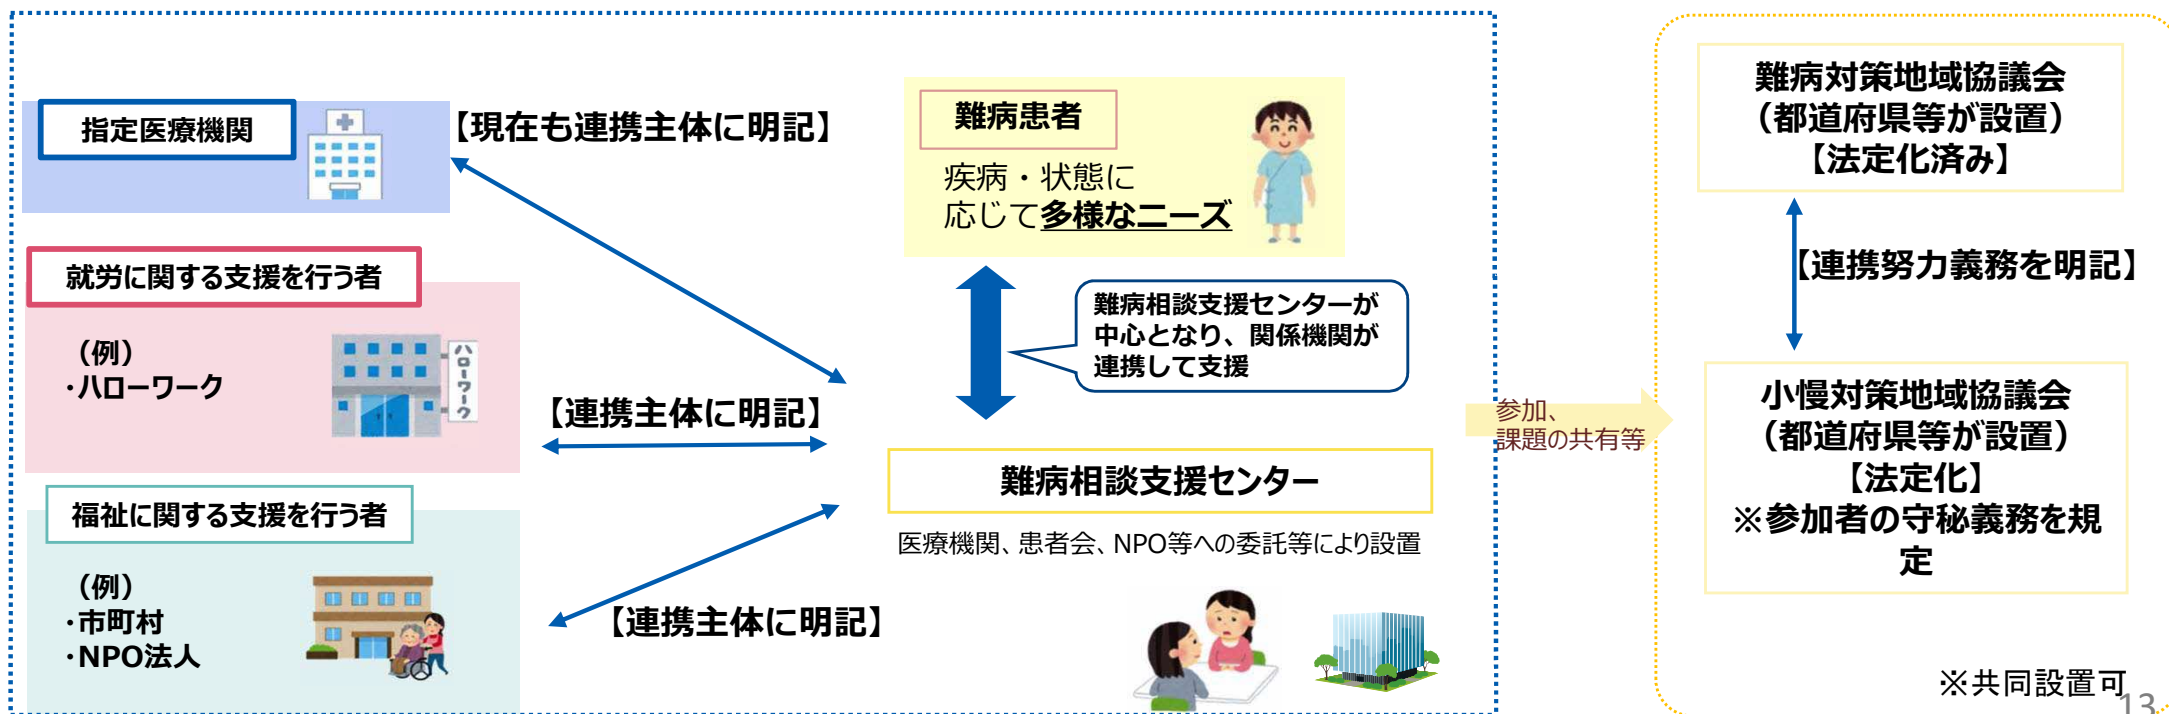 指定医療機関
【現在も連携主体に明記】
就労に関する支援を行う者
（例）
・ハローワーク
ハローワーク
【連携主体に明記】
福祉に関する支援を行う者
（例）
・市町村
・NPO法人
【連携主体に明記】
難病患者
疾病・状態に
応じて多様なニーズ
難病相談支援センターが
中心となり、関係機関が
連携して支援
難病相談支援センター
医療機関、患者会、NPO等への委託等により設置
参加、
課題の共有等
難病対策地域協議会
（都道府県等が設置）
【法定化済み】
【連携努力義務を明記】
小慢対策地域協議会
（都道府県等が設置）
【法定化】
※参加者の守秘義務を規
定
※共同設置可
13